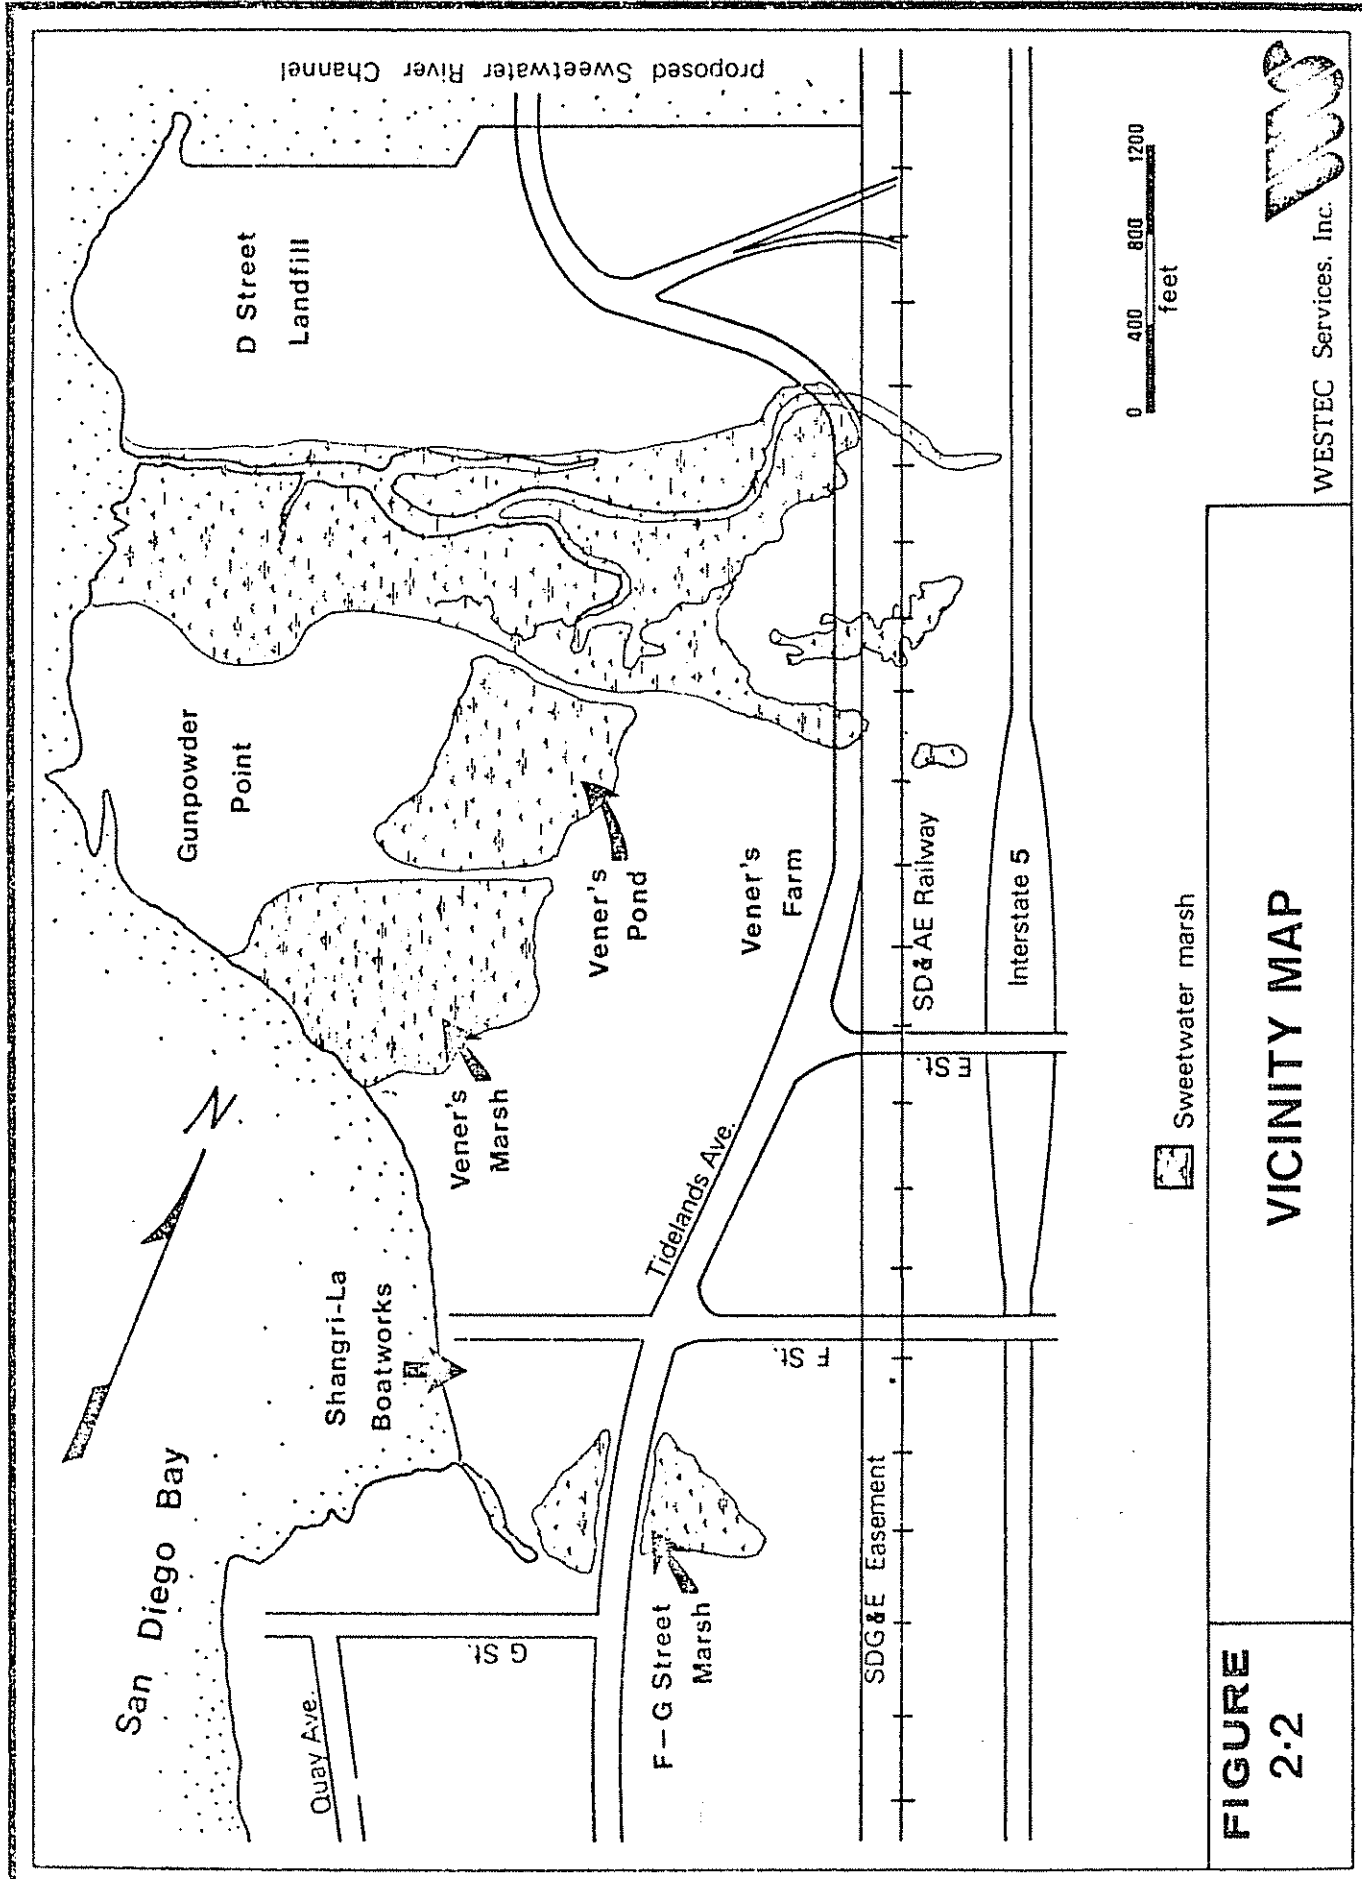 proposed Sweetwater River Channel
D Street
Landfill
Gunpowder
Point
Vener's
Pond
Vener's
Farm
Vener's
Marsh
N
San Diego Bay
Shangri-La
Boatworks
Tidelands Ave.
E St.
F St.
G St.
Quay Ave.
F-G Street
Marsh
SDG&E Easement
SD&AE Railway
Interstate 5
0 400 800 1200
feet
Sweetwater marsh
FIGURE
2-2
VICINITY MAP
WESTEC Services, Inc.